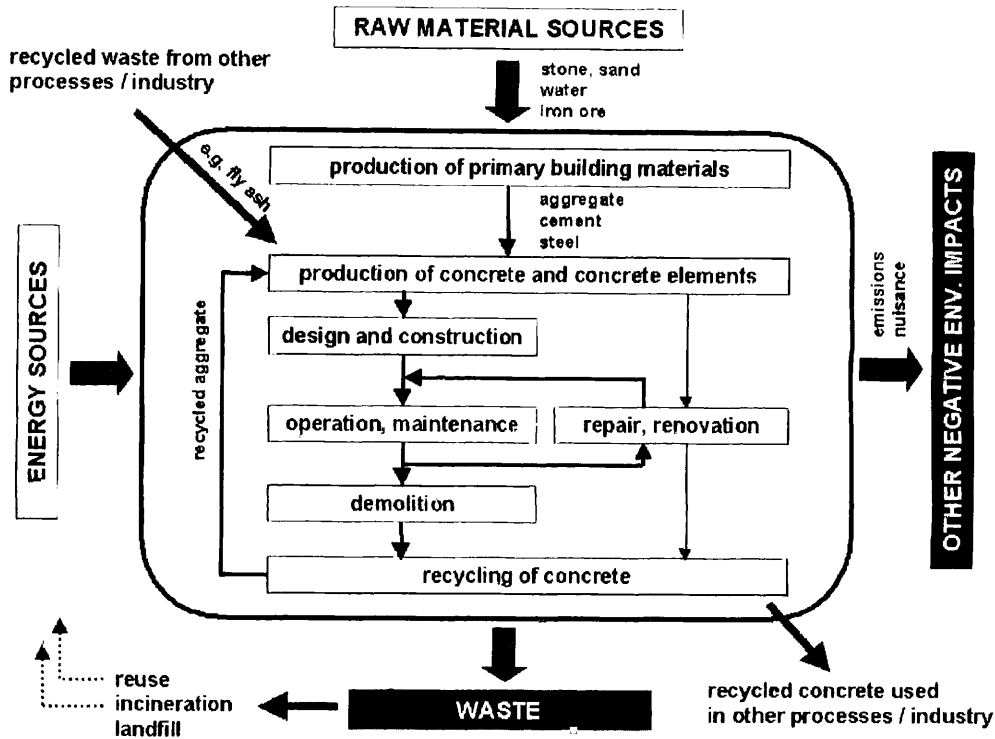 RAW MATERIAL SOURCES
recycled waste from other
processes / industry
stone, sand
water
iron ore
e.g. fly ash
production of primary building materials
aggregate
cement
steel
production of concrete and concrete elements
design and construction
operation, maintenance
repair, renovation
demolition
recycling of concrete
recycled aggregate
ENERGY SOURCES
emissions
nuisance
OTHER NEGATIVE ENV. IMPACTS
WASTE
reuse
incineration
landfill
recycled concrete used
in other processes / industry